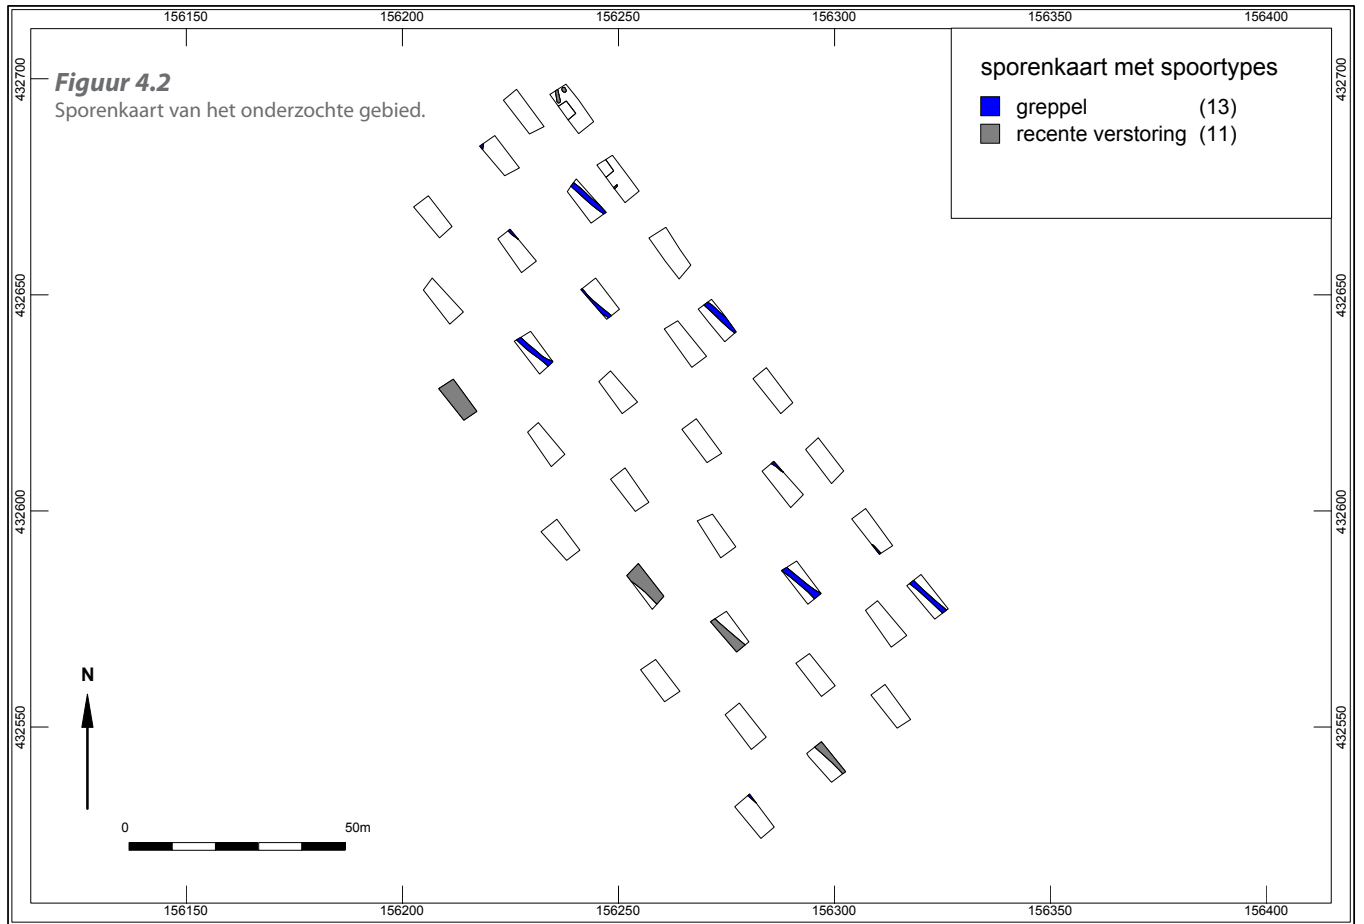 156150 156200 156250 156300 156350 156400
Figuur 4.2
Sporenkaart van het onderzochte gebied.
sporenkaart met spoortypes
greppel (13)
recente verstoring (11)
432700 432700
432650 432650
432600 432600
432550 432550
N
0 50m
156150 156200 156250 156300 156350 156400